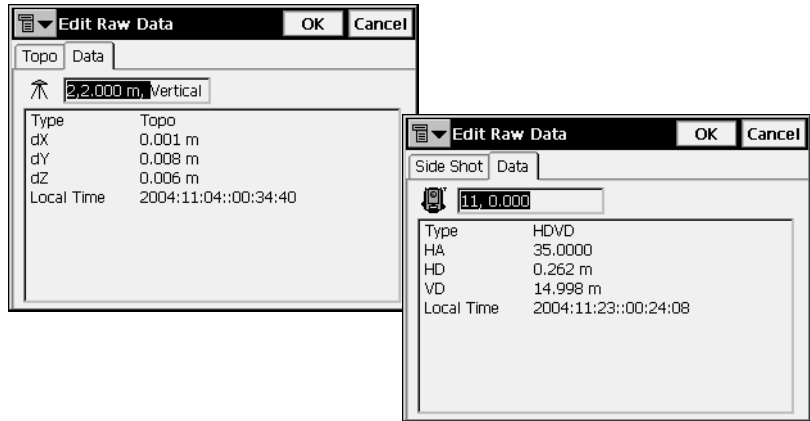 Edit Raw Data OK Cancel
Topo Data
2,2.000 m, Vertical
Type Topo
dX 0.001 m
dY 0.008 m
dZ 0.006 m
Local Time 2004:11:04::00:34:40
Edit Raw Data OK Cancel
Side Shot Data
11, 0.000
Type HDVD
HA 35.0000
HD 0.262 m
VD 14.998 m
Local Time 2004:11:23::00:24:08